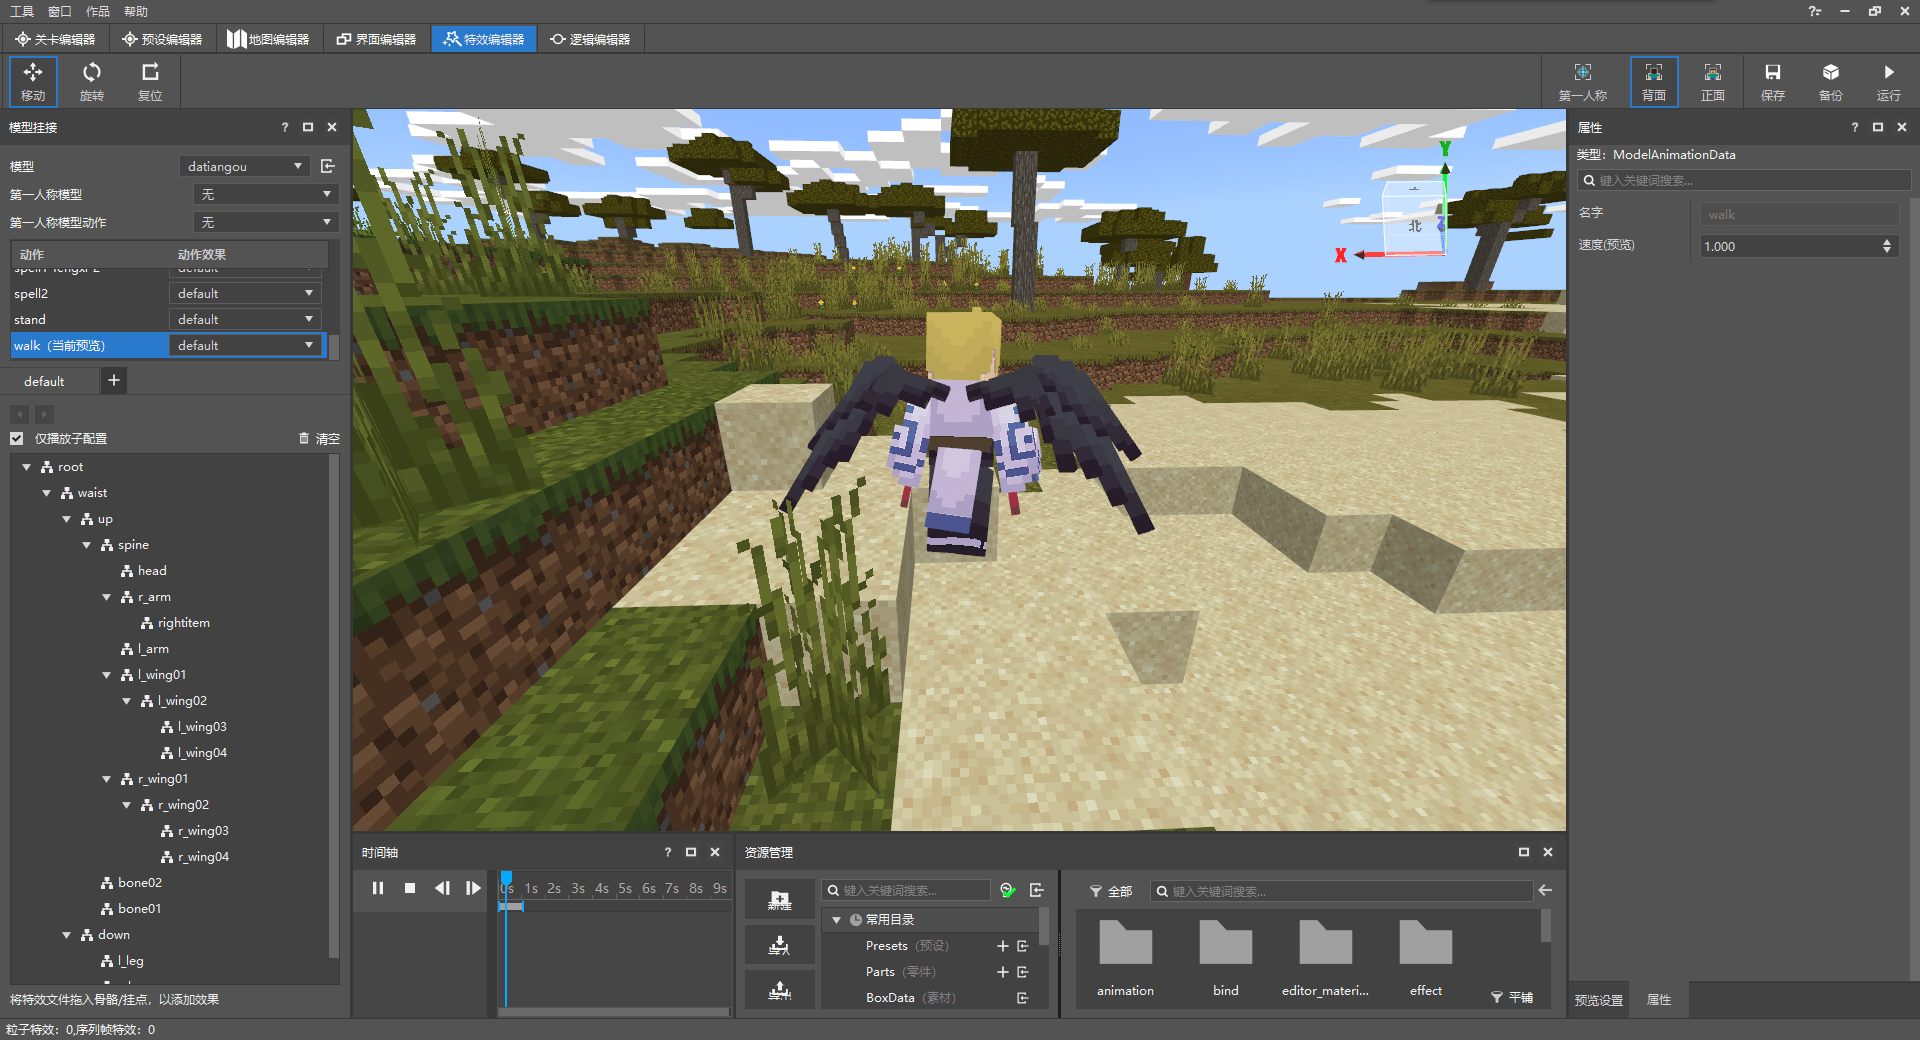 工具 窗口 作品 帮助
关卡编辑器 预设编辑器 地图编辑器 界面编辑器 特效编辑器 逻辑编辑器
移动 旋转 复位 第一人称 背面 正面 保存 备份 运行
模型挂接
模型 datiangou
第一人称模型 无
第一人称模型动作 无
动作 动作效果
spell2 default
stand default
walk（当前预览） default
default
仅播放子配置 清空
root
waist
up
spine
head
r_arm
rightitem
l_arm
l_wing01
l_wing02
l_wing03
l_wing04
r_wing01
r_wing02
r_wing03
r_wing04
bone02
bone01
down
l_leg
将特效文件拖入骨骼/挂点，以添加效果
粒子特效：0,序列帧特效：0
Y
X
Z
北
时间轴
0s 1s 2s 3s 4s 5s 6s 7s 8s 9s
资源管理
新建
导入
导出
键入关键词搜索...
常用目录
Presets （预设）
Parts （零件）
BoxData （素材）
全部 键入关键词搜索...
animation bind editor_materi... effect
平铺
属性
类型： ModelAnimationData
键入关键词搜索...
名字 walk
速度(预览) 1.000
预览设置 属性